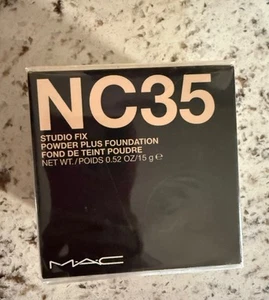 NC35
STUDIO FIX
POWDER PLUS FOUNDATION
FOND DE TEINT POUDRE
NET WT./POIDS 0.52 OZ/15 g ℮
MAC